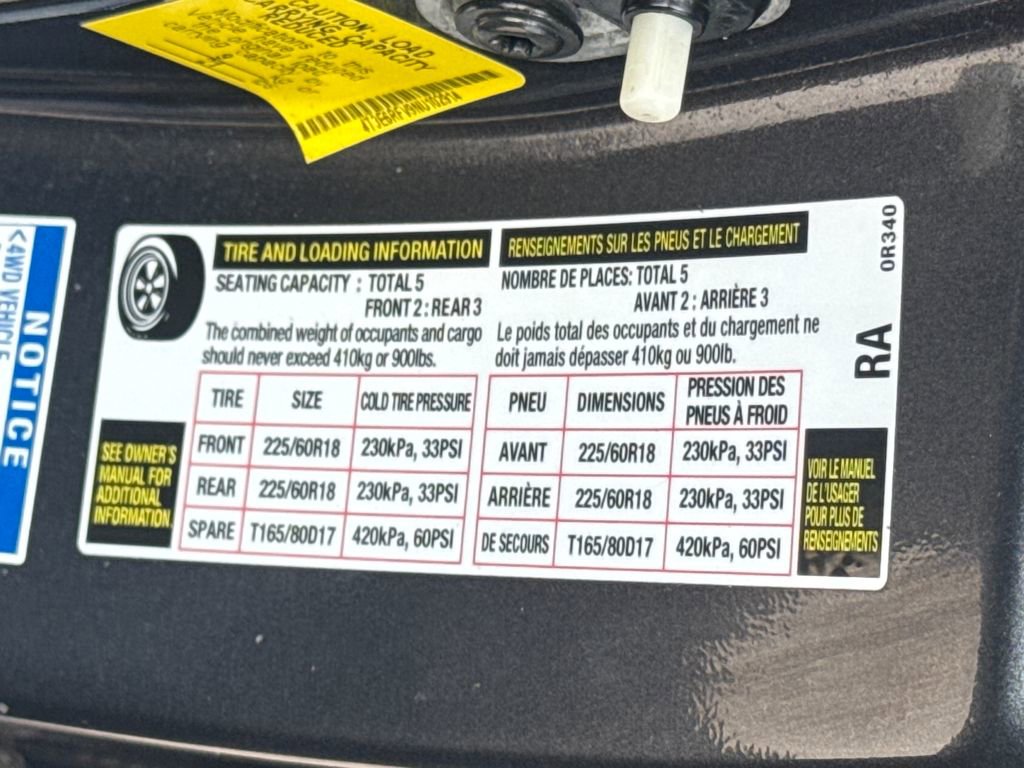 CAUTION: LOAD
CARRYING CAPACITY
REDUCED
<4WD VEHICLE
NOTICE
TIRE AND LOADING INFORMATION
SEATING CAPACITY : TOTAL 5
FRONT 2 : REAR 3
The combined weight of occupants and cargo
should never exceed 410kg or 900lbs.
TIRE SIZE COLD TIRE PRESSURE
FRONT 225/60R18 230kPa, 33PSI
REAR 225/60R18 230kPa, 33PSI
SPARE T165/80D17 420kPa, 60PSI
SEE OWNER'S
MANUAL FOR
ADDITIONAL
INFORMATION.
RENSEIGNEMENTS SUR LES PNEUS ET LE CHARGEMENT
NOMBRE DE PLACES: TOTAL 5
AVANT 2 : ARRIÈRE 3
Le poids total des occupants et du chargement ne
doit jamais dépasser 410kg ou 900lb.
PNEU DIMENSIONS PRESSION DES
PNEUS À FROID
AVANT 225/60R18 230kPa, 33PSI
ARRIÈRE 225/60R18 230kPa, 33PSI
DE SECOURS T165/80D17 420kPa, 60PSI
VOIR LE MANUEL
DE L'USAGER
POUR PLUS DE
RENSEIGNEMENTS
0R340
RA